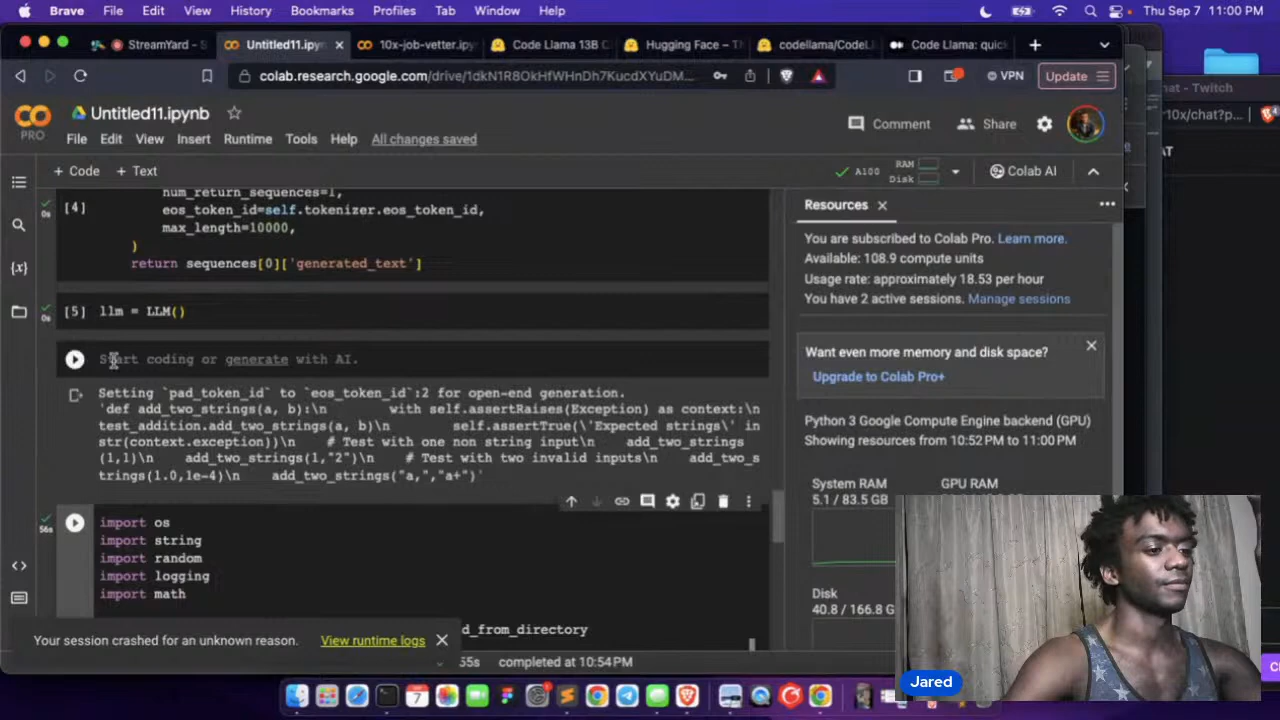 Brave File Edit View History Bookmarks Profiles Tab Window Help
Thu Sep 7 11:00 PM
StreamYard - S
Untitled11.ipyn
10x-job-vetter.ipy
Code Llama 13B C
Hugging Face – T
codellama/CodeL
Code Llama: quic
colab.research.google.com/drive/1dkN1R8OkHfWHnDh7KucdXYuDM...
VPN
Update
hat - Twitch
10x/chat?p...
AT
CO
PRO
Untitled11.ipynb
File Edit View Insert Runtime Tools Help All changes saved
Comment
Share
+ Code + Text
A100
RAM
Disk
Colab AI
num_return_sequences=1,
[4]
eos_token_id=self.tokenizer.eos_token_id,
max_length=10000,
)
return sequences[0]['generated_text']
0s
[5] llm = LLM()
0s
Start coding or generate with AI.
Setting `pad_token_id` to `eos_token_id`:2 for open-end generation.
'def add_two_strings(a, b):\n with self.assertRaises(Exception) as context:\n
test_addition.add_two_strings(a, b)\n self.assertTrue(\'Expected strings\' in
str(context.exception))\n # Test with one non string input\n add_two_strings
(1,1)\n add_two_strings(1,"2")\n # Test with two invalid inputs\n add_two_s
trings(1.0,1e-4)\n add_two_strings("a,","a+")'
56s
import os
import string
import random
import logging
import math
d_from_directory
Your session crashed for an unknown reason. View runtime logs
55s completed at 10:54 PM
Resources
You are subscribed to Colab Pro. Learn more.
Available: 108.9 compute units
Usage rate: approximately 18.53 per hour
You have 2 active sessions. Manage sessions
Want even more memory and disk space?
Upgrade to Colab Pro+
Python 3 Google Compute Engine backend (GPU)
Showing resources from 10:52 PM to 11:00 PM
System RAM
5.1 / 83.5 GB
GPU RAM
Disk
40.8 / 166.8 G
Jared